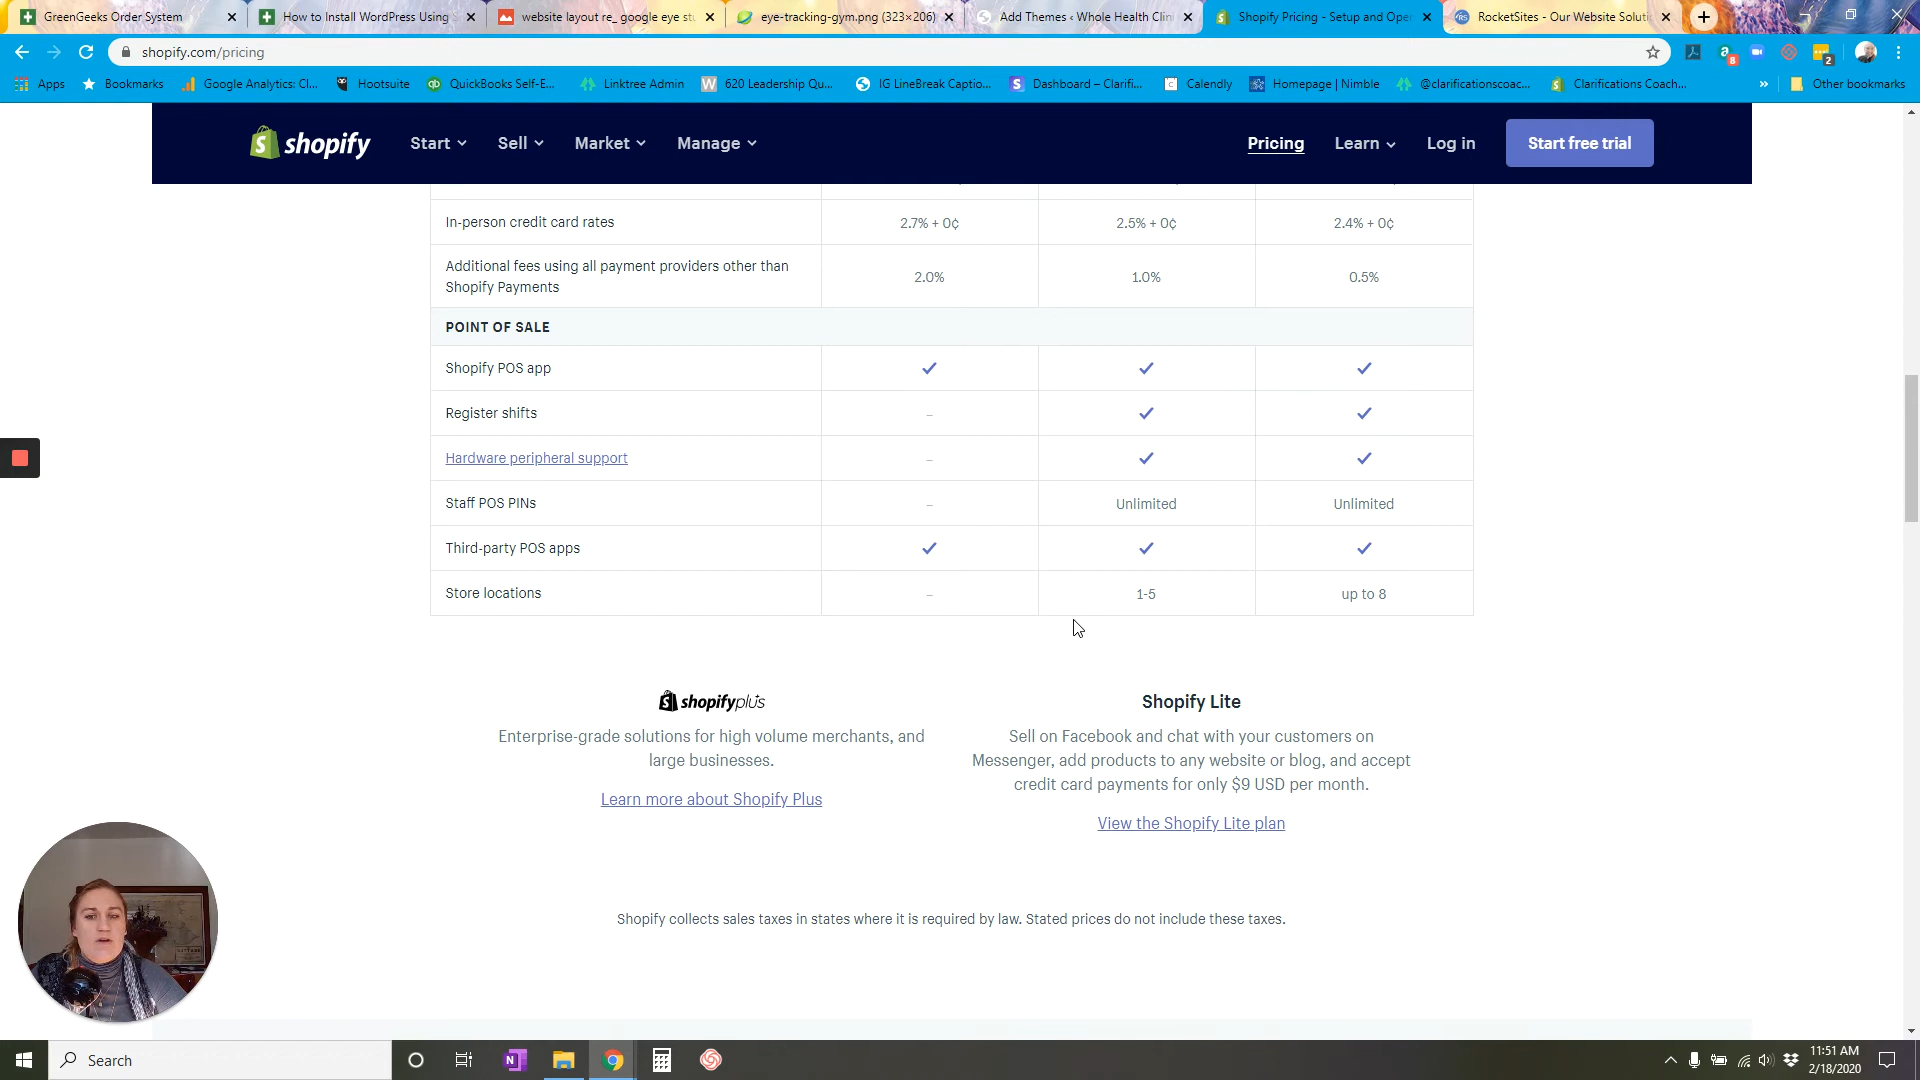 GreenGeeks Order System
How to Install WordPress Using S
website layout re_ google eye stu
eye-tracking-gym.png (323×206)
Add Themes ‹ Whole Health Clini
Shopify Pricing - Setup and Open
RocketSites - Our Website Soluti
shopify.com/pricing
8
2
Apps
Bookmarks
Google Analytics: Cl...
Hootsuite
QuickBooks Self-E...
Linktree Admin
620 Leadership Qu...
IG LineBreak Captio...
Dashboard – Clarifi...
Calendly
Homepage | Nimble
@clarificationscoac...
Clarifications Coach...
»
Other bookmarks
shopify
Start
Sell
Market
Manage
Pricing
Learn
Log in
Start free trial
In-person credit card rates
2.7% + 0¢
2.5% + 0¢
2.4% + 0¢
Additional fees using all payment providers other than
Shopify Payments
2.0%
1.0%
0.5%
POINT OF SALE
Shopify POS app
Register shifts
–
Hardware peripheral support
–
Staff POS PINs
–
Unlimited
Unlimited
Third-party POS apps
Store locations
–
1-5
up to 8
shopifyplus
Enterprise-grade solutions for high volume merchants, and
large businesses.
Learn more about Shopify Plus
Shopify Lite
Sell on Facebook and chat with your customers on
Messenger, add products to any website or blog, and accept
credit card payments for only $9 USD per month.
View the Shopify Lite plan
Shopify collects sales taxes in states where it is required by law. Stated prices do not include these taxes.
Search
11:51 AM
2/18/2020